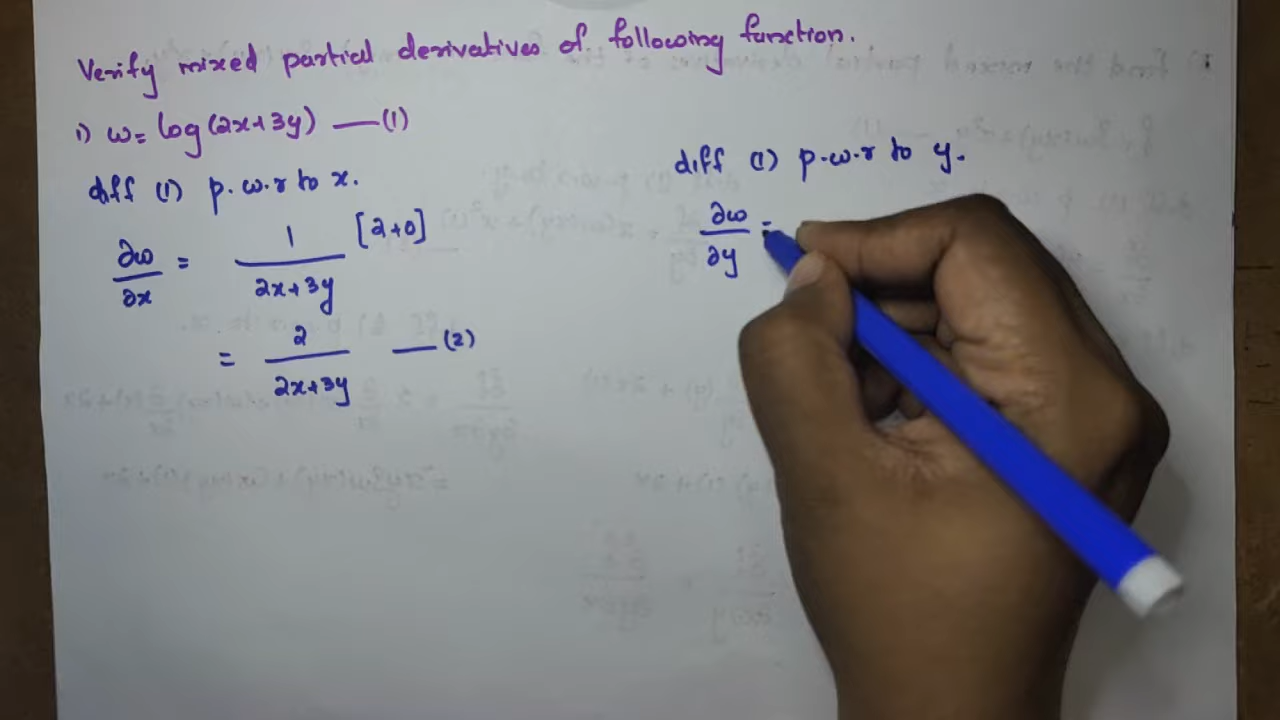 Verify mixed partial derivatives of following function.
1) w = log(2x+3y) —(1)
diff (1) p.w.r to x.
∂w/∂x = 1/(2x+3y) [2+0]
= 2/(2x+3y) —(2)
diff (1) p.w.r to y.
∂w/∂y =